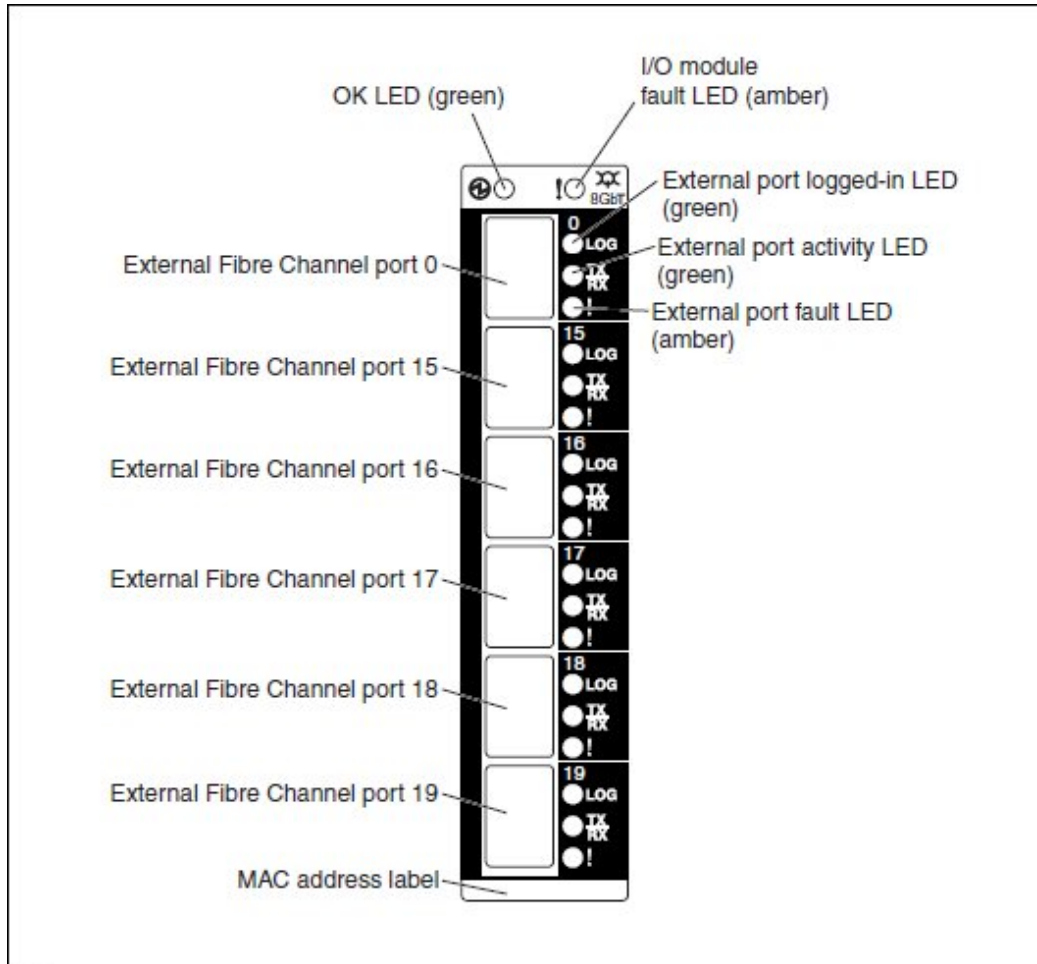 I/O module
fault LED (amber)
OK LED (green)
!
8GbT
External port logged-in LED
(green)
0
LOG
External port activity LED
(green)
TX
RX
External Fibre Channel port 0
!
External port fault LED
(amber)
15
LOG
External Fibre Channel port 15
TX
RX
!
16
LOG
External Fibre Channel port 16
TX
RX
!
17
LOG
External Fibre Channel port 17
TX
RX
!
18
LOG
External Fibre Channel port 18
TX
RX
!
19
LOG
External Fibre Channel port 19
TX
RX
!
MAC address label